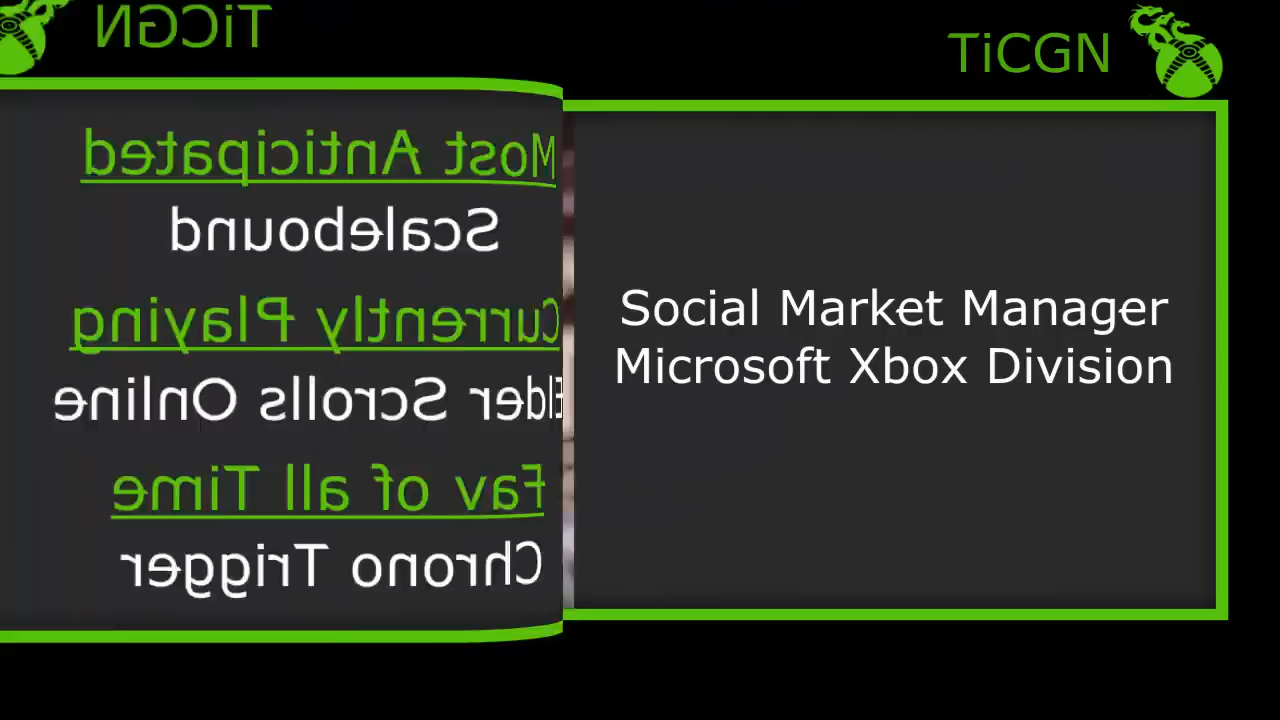 TiCGN
Most Anticipated
Scalebound
Currently Playing
Elder Scrolls Online
Fav of all Time
Chrono Trigger
TiCGN
Social Market Manager
Microsoft Xbox Division